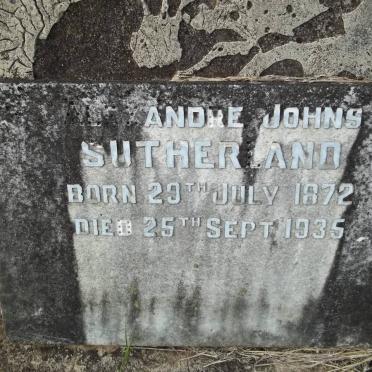 ANDRE JOHNS
SUTHERLAND
BORN 29TH JULY 1872
DIED 25TH SEPT 1935